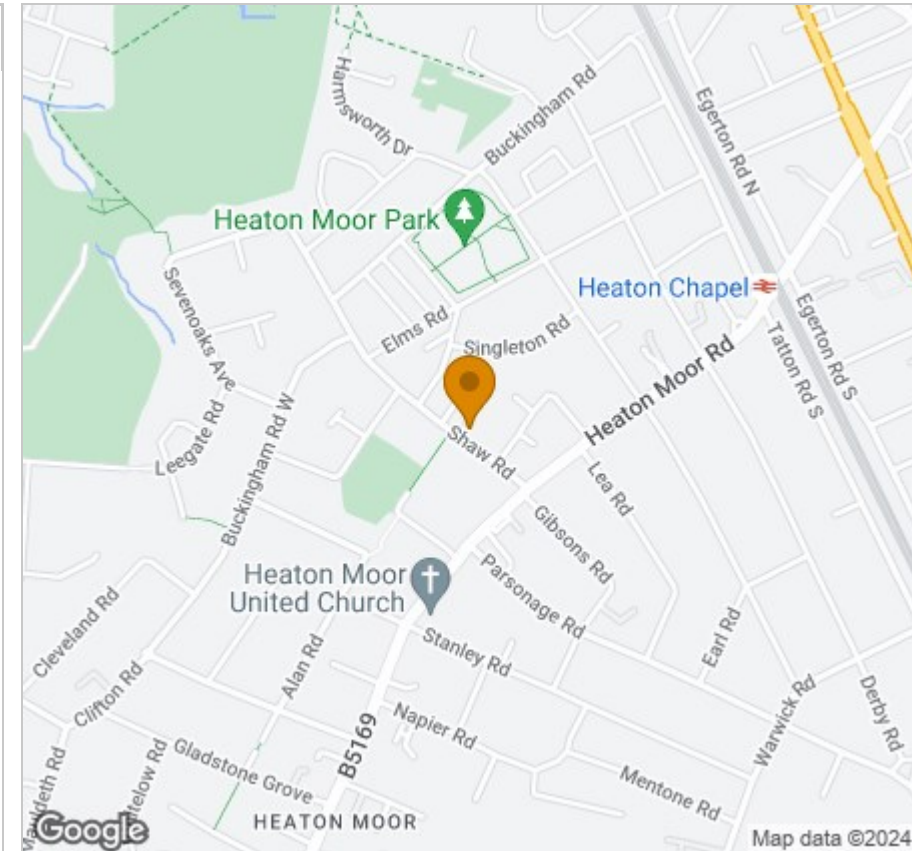 Harmsworth Dr
Buckingham Rd
Egerton Rd N
Heaton Moor Park
Sevenoaks Ave
Heaton Chapel
Elms Rd
Singleton Rd
Egerton Rd S
Tatton Rd S
Heaton Moor Rd
Leegate Rd
Buckingham Rd W
Shaw Rd
Lea Rd
Gibsons Rd
Heaton Moor
United Church
Parsonage Rd
Cleveland Rd
Stanley Rd
Earl Rd
Alan Rd
Clifton Rd
Warwick Rd
Derby Rd
Napier Rd
B5169
Gladstone Grove
Mentone Rd
Mauldeth Rd
HEATON MOOR
Google
Map data ©2024